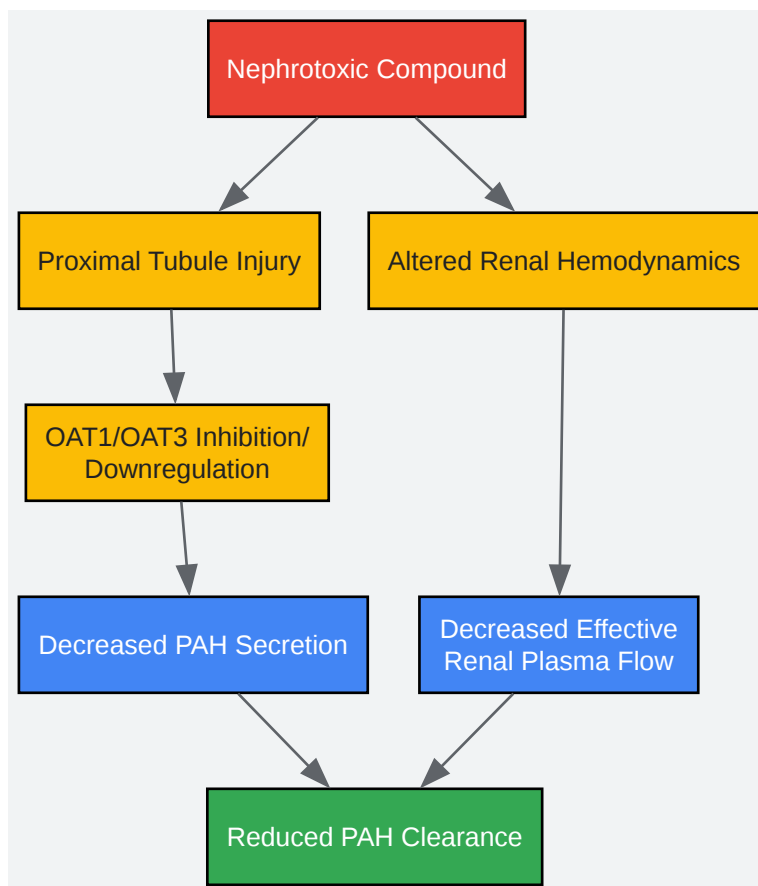 Nephrotoxic Compound
Proximal Tubule Injury
Altered Renal Hemodynamics
OAT1/OAT3 Inhibition/
Downregulation
Decreased PAH Secretion
Decreased Effective
Renal Plasma Flow
Reduced PAH Clearance